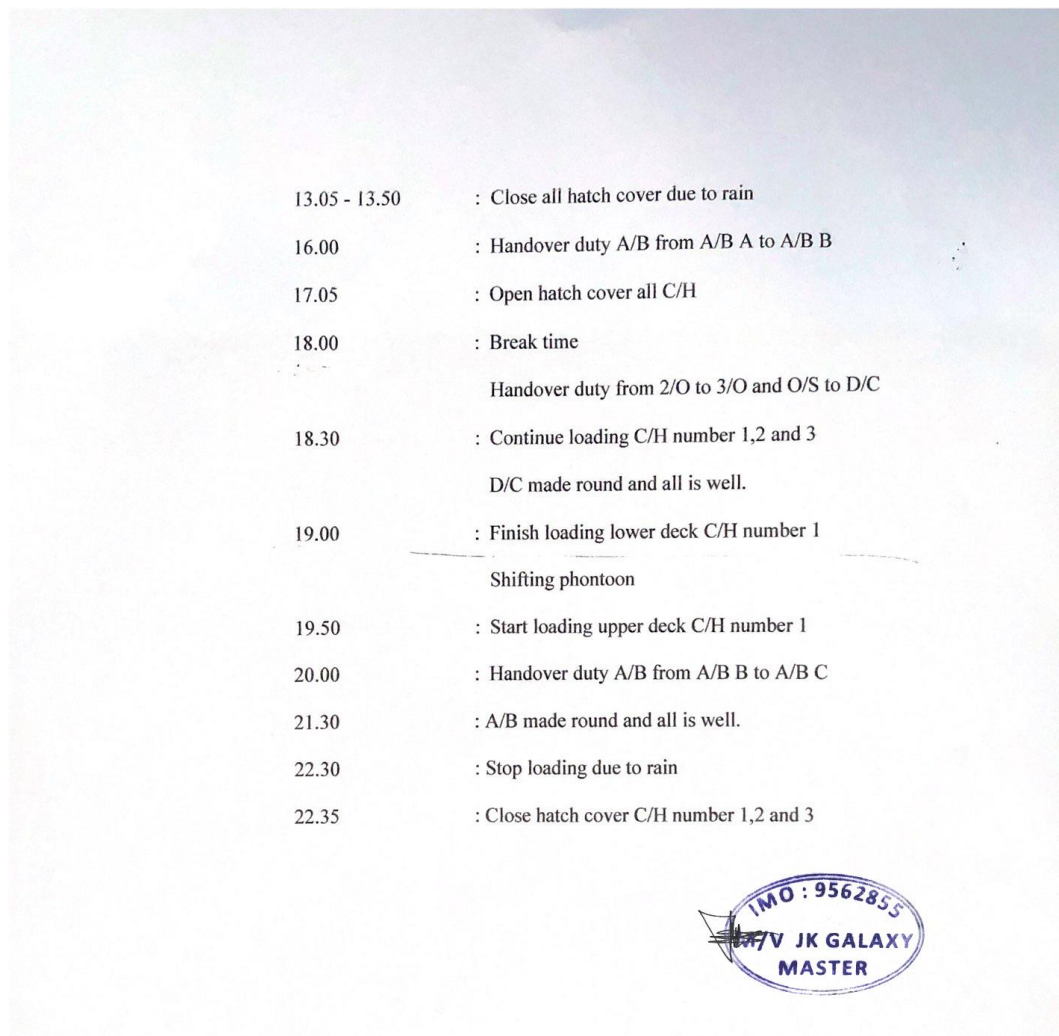 13.05 - 13.50 : Close all hatch cover due to rain
16.00 : Handover duty A/B from A/B A to A/B B
17.05 : Open hatch cover all C/H
18.00 : Break time
Handover duty from 2/O to 3/O and O/S to D/C
18.30 : Continue loading C/H number 1,2 and 3
D/C made round and all is well.
19.00 : Finish loading lower deck C/H number 1
Shifting phontoon
19.50 : Start loading upper deck C/H number 1
20.00 : Handover duty A/B from A/B B to A/B C
21.30 : A/B made round and all is well.
22.30 : Stop loading due to rain
22.35 : Close hatch cover C/H number 1,2 and 3
IMO : 9562855
M/V JK GALAXY
MASTER